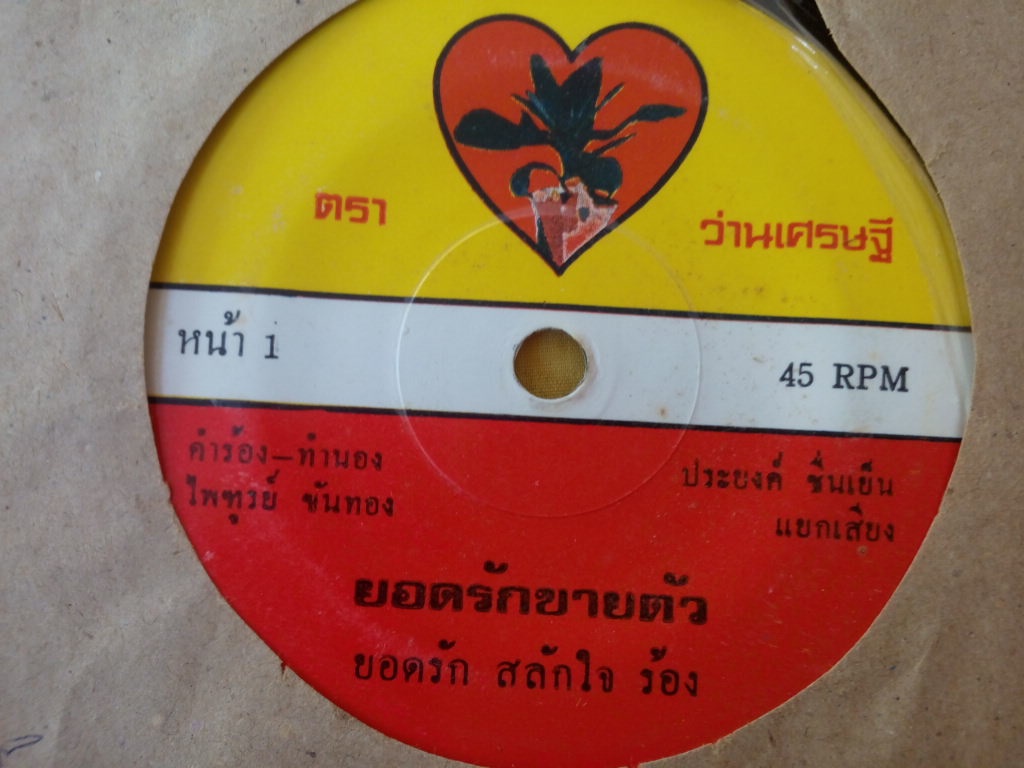 ตรา
ว่านเศรษฐี
หน้า 1
45 RPM
คำร้อง–ทำนอง
ไพฑูรย์ ขันทอง
ประยงค์ ชื่นเย็น
แยกเสียง
ยอดรักขายตัว
ยอดรัก สลักใจ ร้อง